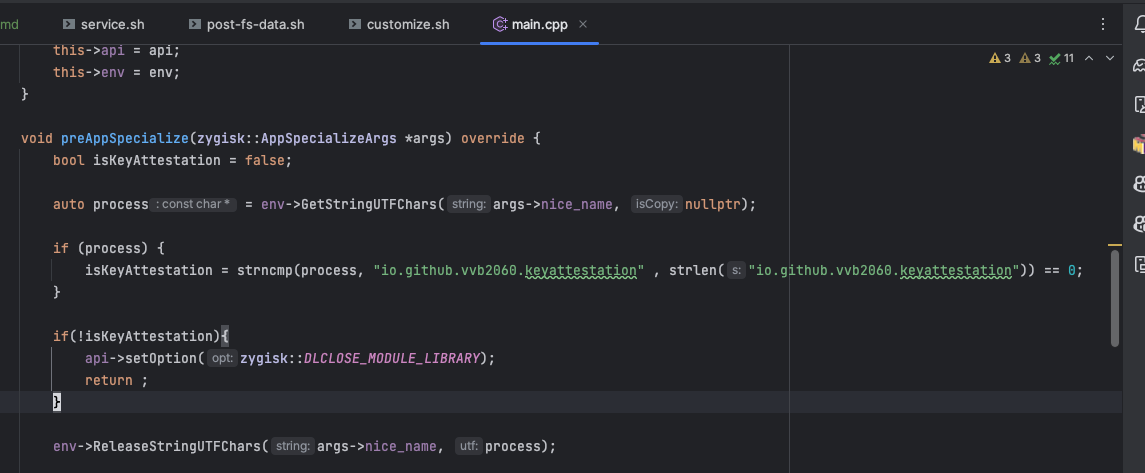 md service.sh post-fs-data.sh customize.sh main.cpp
this->api = api;
3 3 11
this->env = env;
}
void preAppSpecialize(zygisk::AppSpecializeArgs *args) override {
bool isKeyAttestation = false;
auto process : const char * = env->GetStringUTFChars( string: args->nice_name, isCopy: nullptr);
if (process) {
isKeyAttestation = strncmp(process, "io.github.vvb2060.keyattestation" , strlen( s: "io.github.vvb2060.keyattestation")) == 0;
}
if(!isKeyAttestation){
api->setOption( opt: zygisk::DLCLOSE_MODULE_LIBRARY);
return ;
}
env->ReleaseStringUTFChars( string: args->nice_name, utf: process);